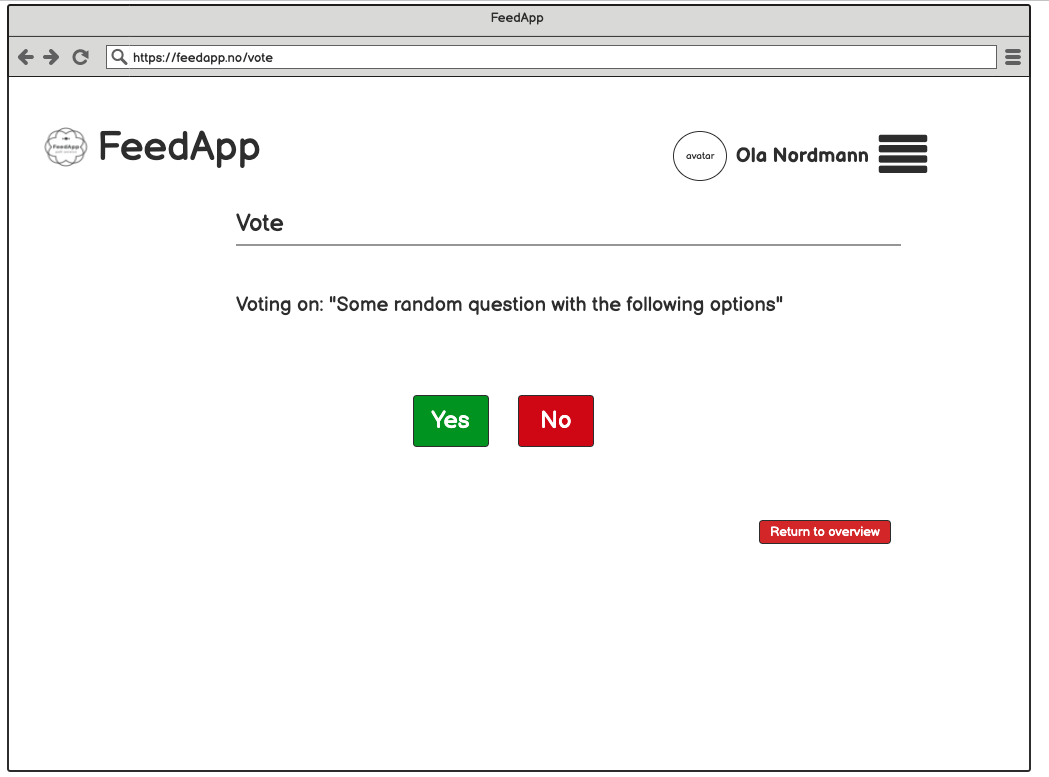 FeedApp
https://feedapp.no/vote
FeedApp
FeedApp
avatar
Ola Nordmann
Vote
Voting on: "Some random question with the following options"
Yes
No
Return to overview